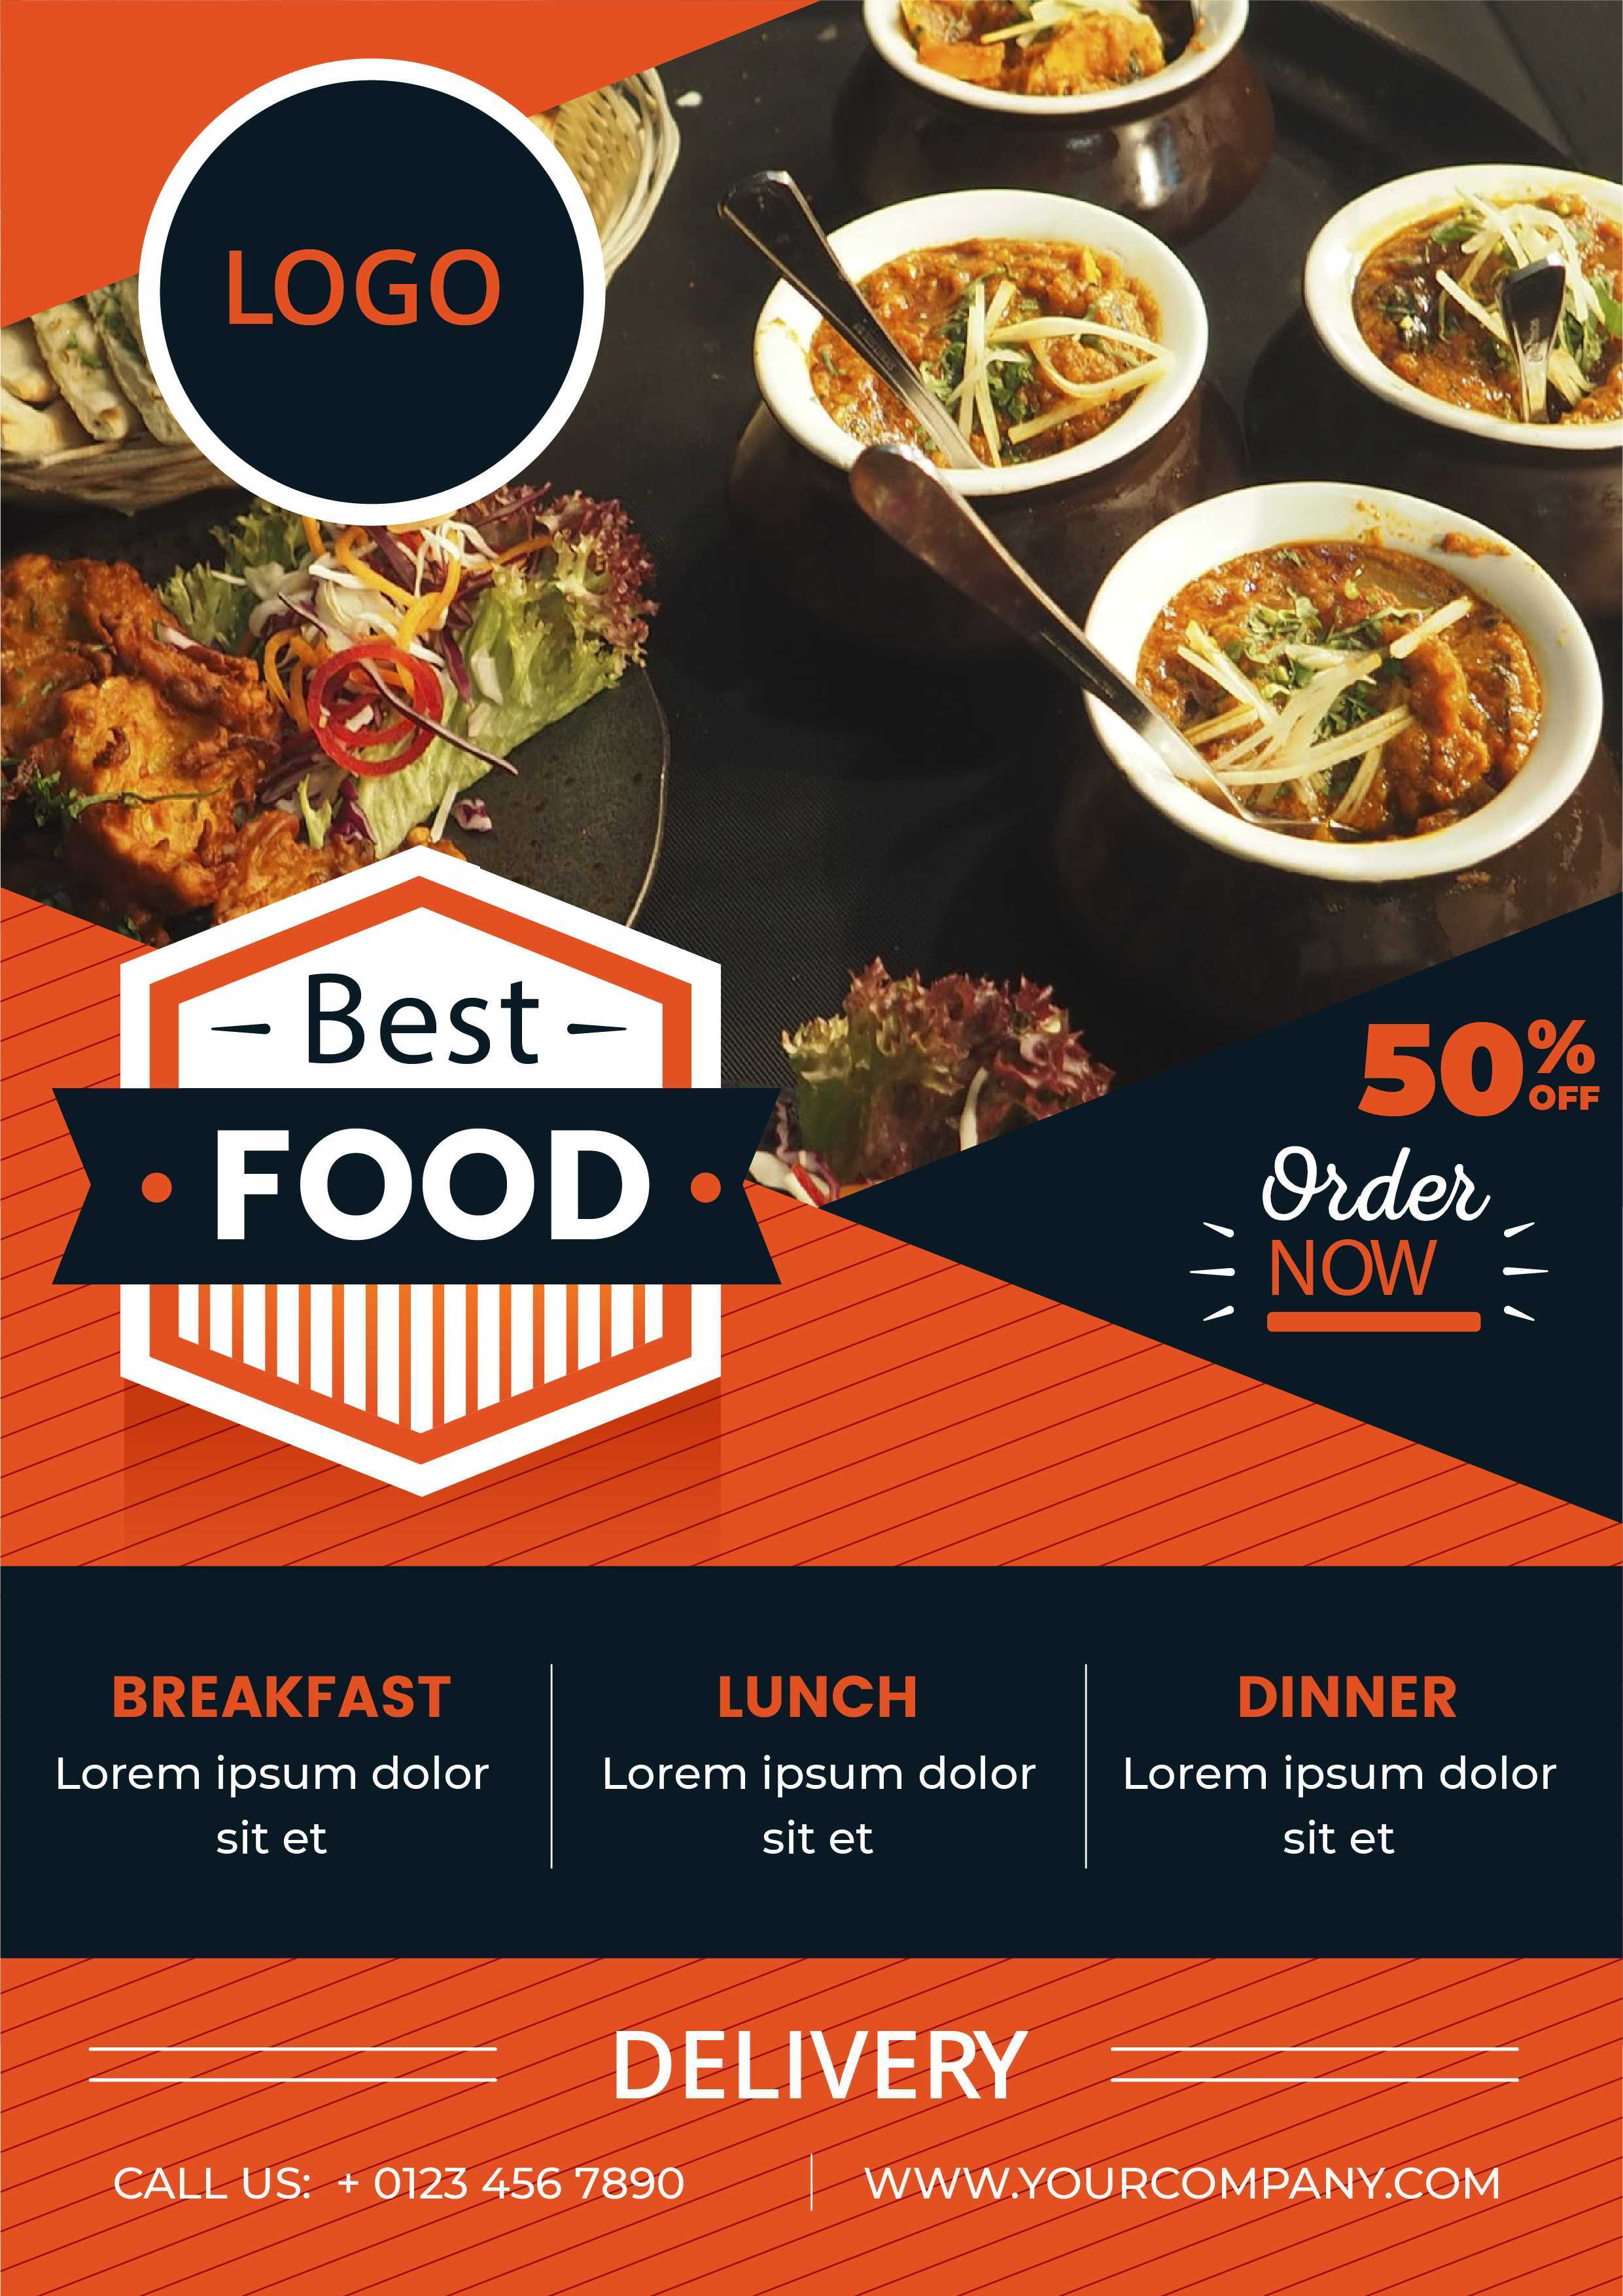 LOGO
Best
FOOD
50%
OFF
Order
NOW
BREAKFAST
Lorem ipsum dolor
sit et
LUNCH
Lorem ipsum dolor
sit et
DINNER
Lorem ipsum dolor
sit et
DELIVERY
CALL US: + 0123 456 7890
WWW.YOURCOMPANY.COM